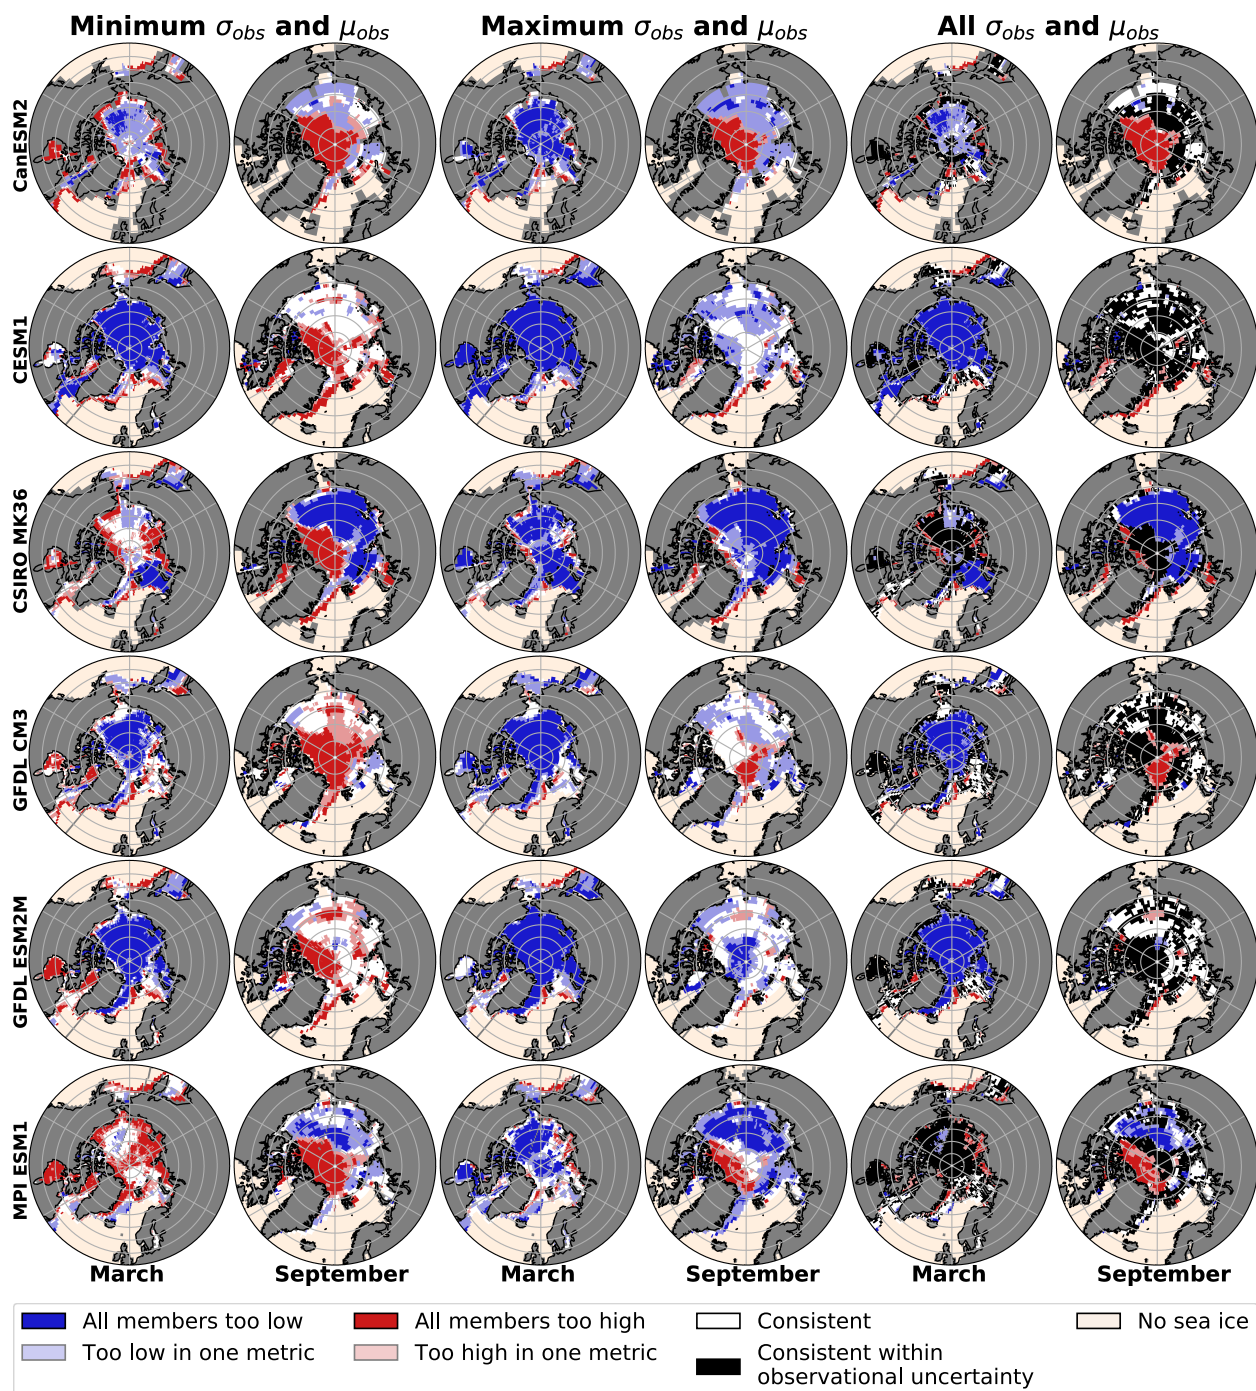 Minimum σobs and μobs
Maximum σobs and μobs
All σobs and μobs
CanESM2
CESM1
CSIRO MK36
GFDL CM3
GFDL ESM2M
MPI ESM1
March
September
March
September
March
September
All members too low
All members too high
Consistent
No sea ice
Too low in one metric
Too high in one metric
Consistent within
observational uncertainty